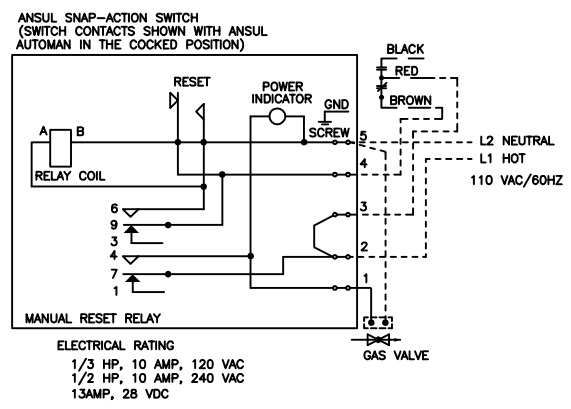 ANSUL SNAP-ACTION SWITCH
(SWITCH CONTACTS SHOWN WITH ANSUL
AUTOMAN IN THE COCKED POSITION)
BLACK
RED
BROWN
RESET
POWER
INDICATOR
GND
SCREW
A B
RELAY COIL
5
L2 NEUTRAL
4
L1 HOT
110 VAC/60HZ
6
9
3
3
4
2
7
1
1
MANUAL RESET RELAY
GAS VALVE
ELECTRICAL RATING
1/3 HP, 10 AMP, 120 VAC
1/2 HP, 10 AMP, 240 VAC
13AMP, 28 VDC